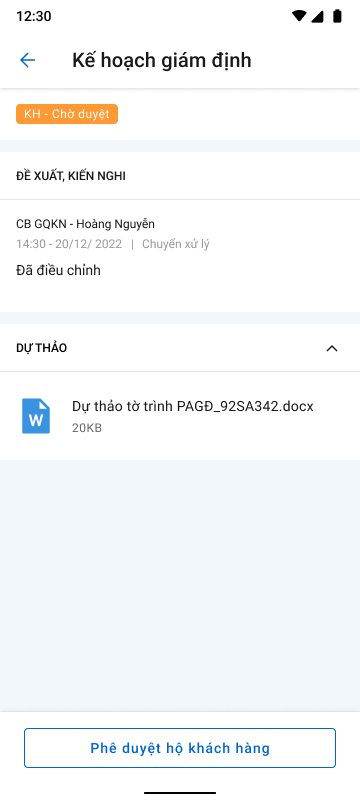 12:30
Kế hoạch giám định
KH - Chờ duyệt
ĐỀ XUẤT, KIẾN NGHI
CB GQKN - Hoàng Nguyễn
14:30 - 20/12/ 2022 | Chuyển xử lý
Đã điều chỉnh
DỰ THẢO
W
Dự thảo tờ trình PAGĐ_92SA342.docx
20KB
Phê duyệt hộ khách hàng